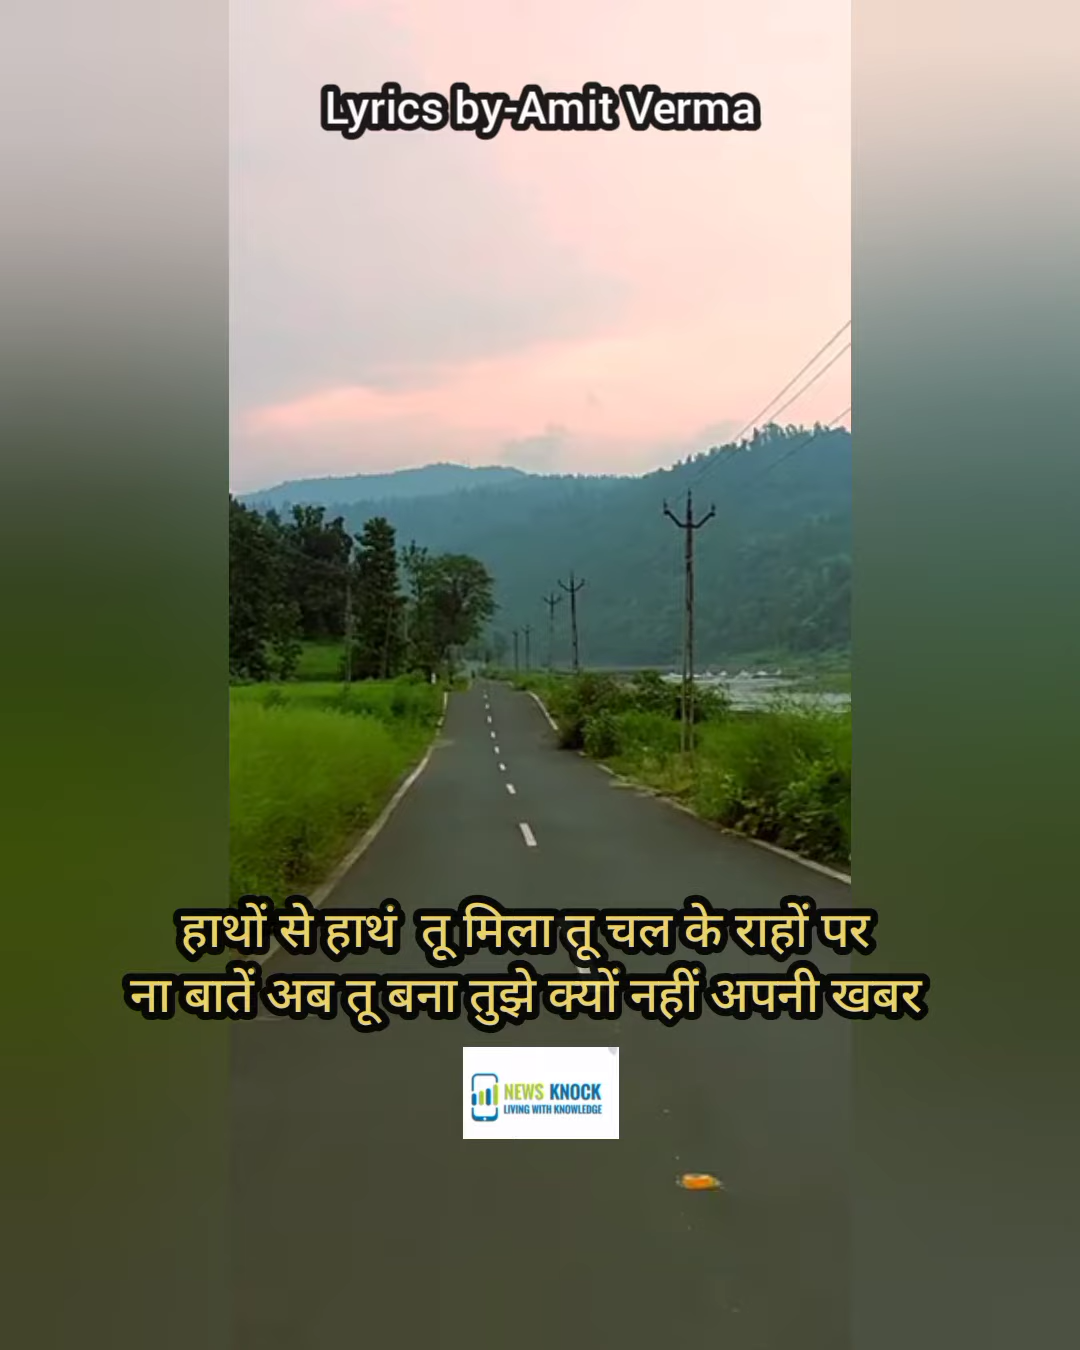 Lyrics by-Amit Verma
हाथों से हाथं तू मिला तू चल के राहों पर
ना बातें अब तू बना तुझे क्यों नहीं अपनी खबर
NEWS KNOCK
LIVING WITH KNOWLEDGE